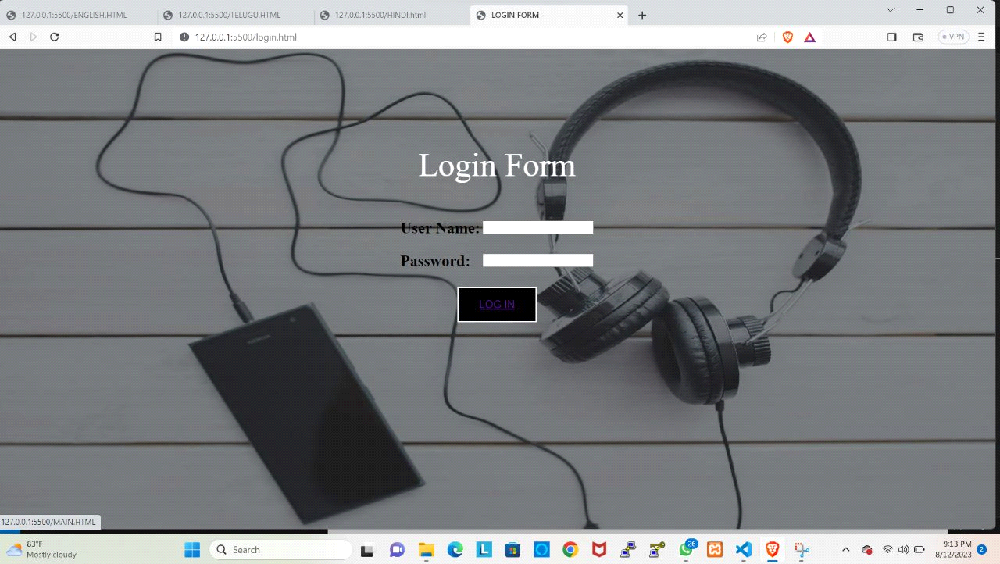 127.0.0.1:5500/ENGLISH.HTML
127.0.0.1:5500/TELUGU.HTML
127.0.0.1:5500/HINDI.html
LOGIN FORM
127.0.0.1:5500/login.html
VPN
Login Form
User Name:
Password:
LOG IN
NOKIA
127.0.0.1:5500/MAIN.HTML
83°F
Mostly cloudy
Search
26
9:13 PM
8/12/2023
2